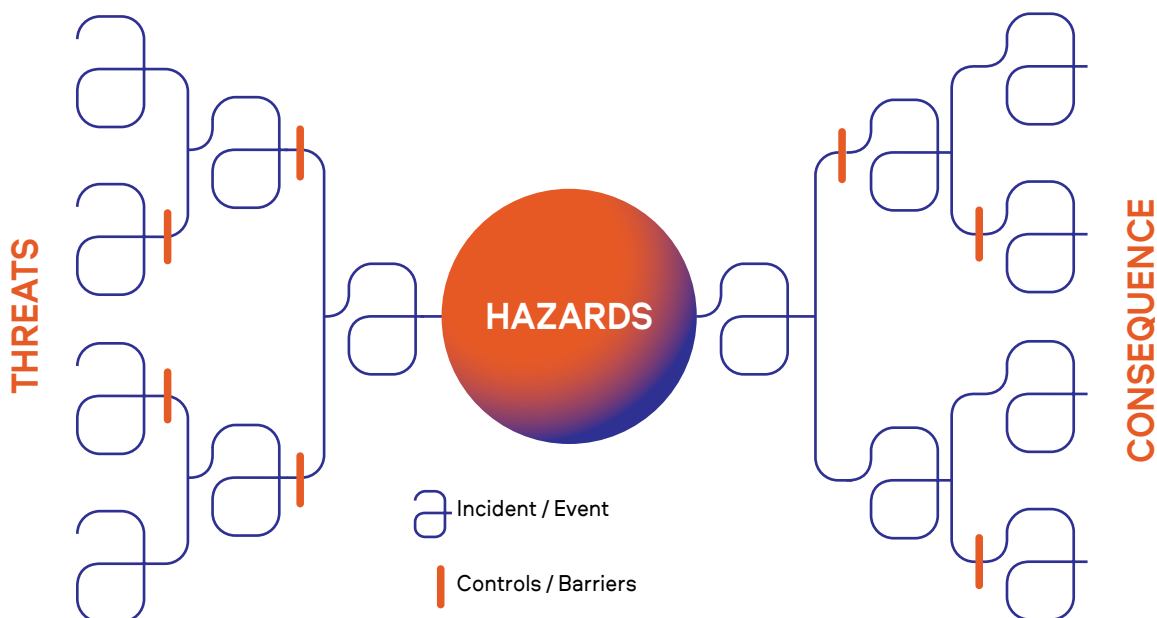 THREATS
HAZARDS
CONSEQUENCE
Incident / Event
Controls / Barriers